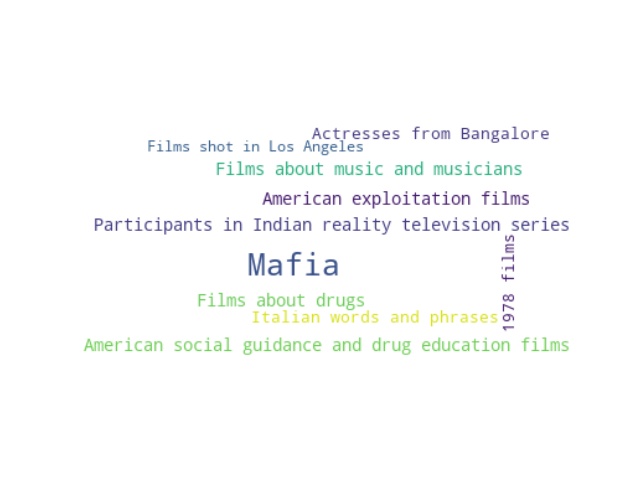 Actresses from Bangalore
Films shot in Los Angeles
Films about music and musicians
American exploitation films
Participants in Indian reality television series
Mafia
1978 films
Films about drugs
Italian words and phrases
American social guidance and drug education films